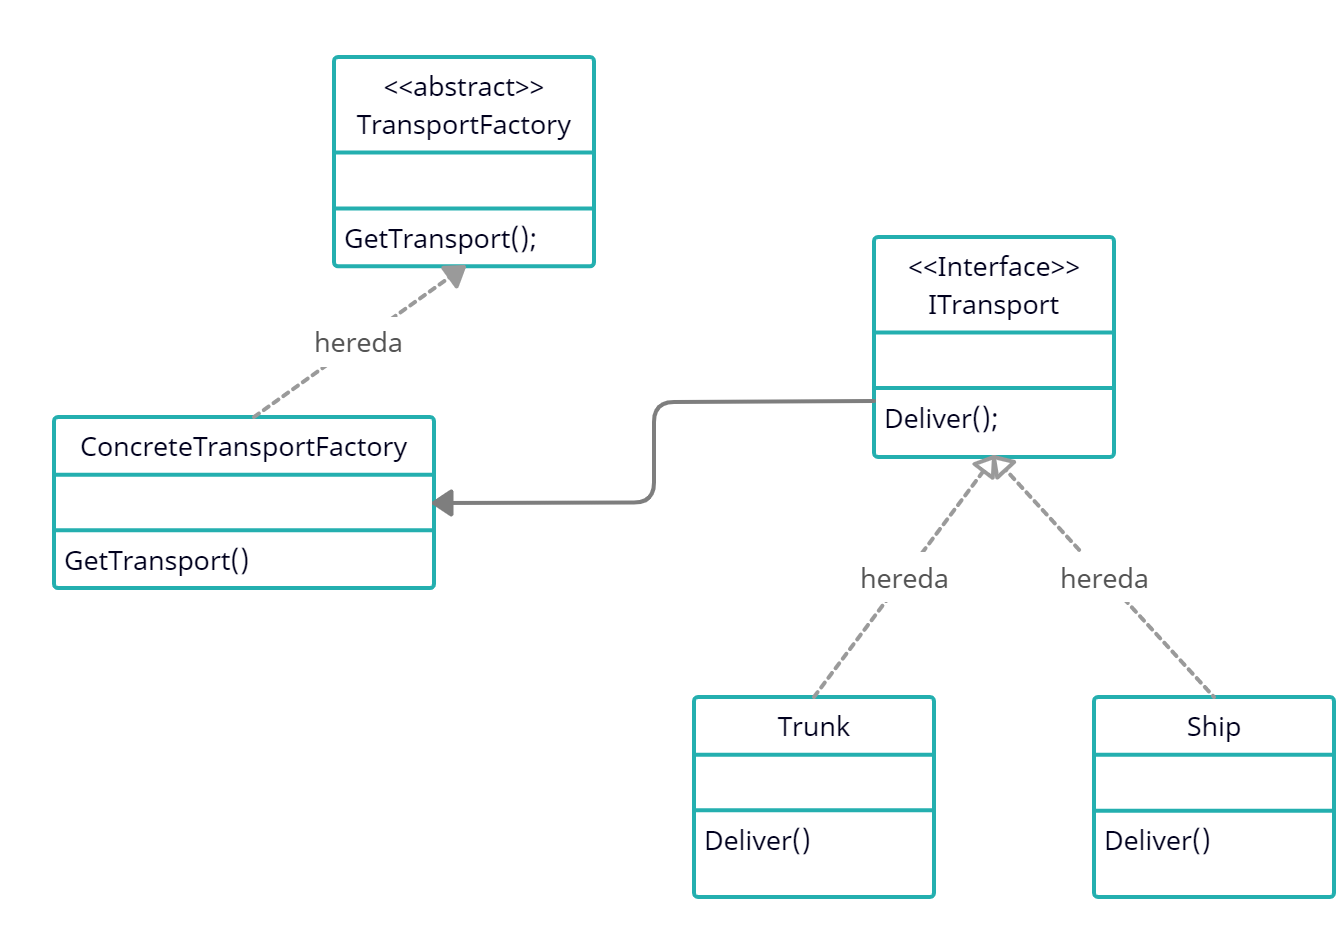 <<abstract>>
TransportFactory
GetTransport();
hereda
ConcreteTransportFactory
GetTransport()
<<Interface>>
ITransport
Deliver();
hereda
hereda
Trunk
Deliver()
Ship
Deliver()